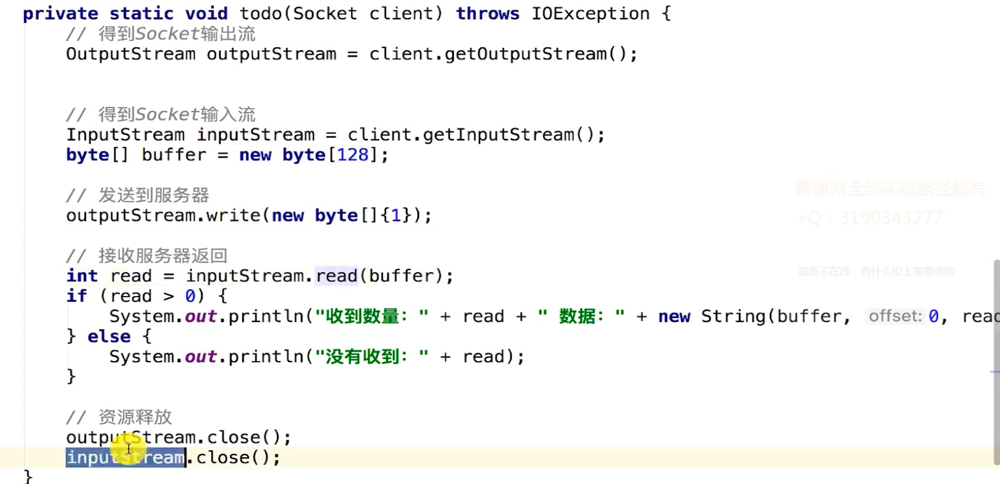 private static void todo(Socket client) throws IOException {
// 得到Socket输出流
OutputStream outputStream = client.getOutputStream();
// 得到Socket输入流
InputStream inputStream = client.getInputStream();
byte[] buffer = new byte[128];
// 发送到服务器
outputStream.write(new byte[]{1});
// 接收服务器返回
int read = inputStream.read(buffer);
if (read > 0) {
System.out.println("收到数量：" + read + " 数据：" + new String(buffer, offset: 0, read
} else {
System.out.println("没有收到：" + read);
}
// 资源释放
outputStream.close();
inputStream.close();
}
慕课网全部实战路径都有
+Q：3190343277
咸鱼不在线，有什么扣上需要咨询